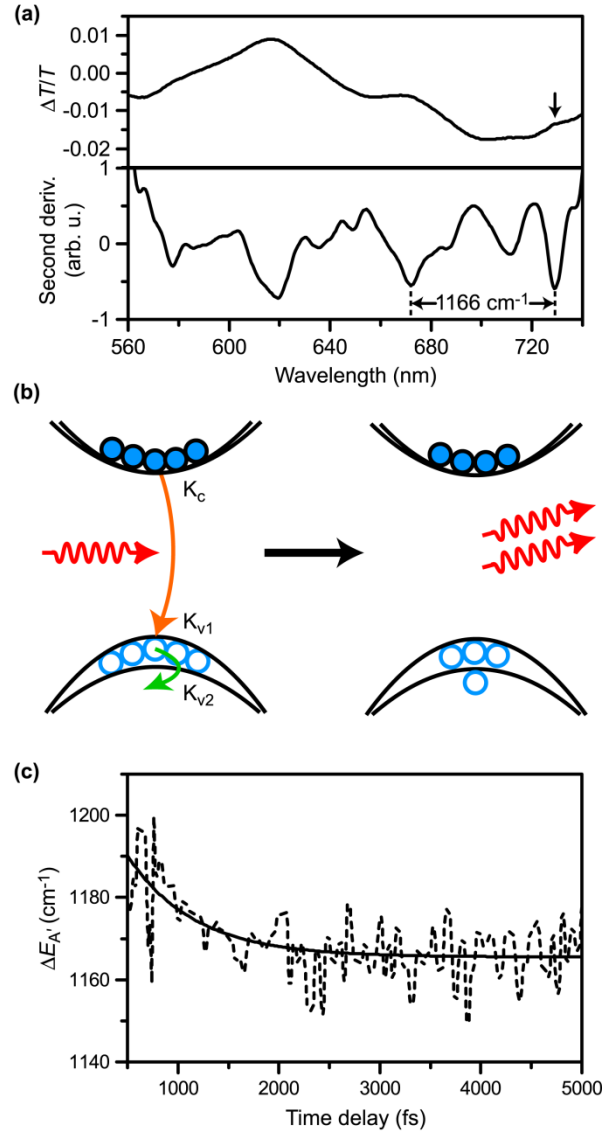 (a)
0.01
0.00
-0.01
-0.02
ΔT/T
1
0
-1
Second deriv.
(arb. u.)
1166 cm⁻¹
560 600 640 680 720
Wavelength (nm)
(b)
K_c
K_v1
K_v2
(c)
1200
1180
1160
1140
ΔE_A' (cm⁻¹)
1000 2000 3000 4000 5000
Time delay (fs)